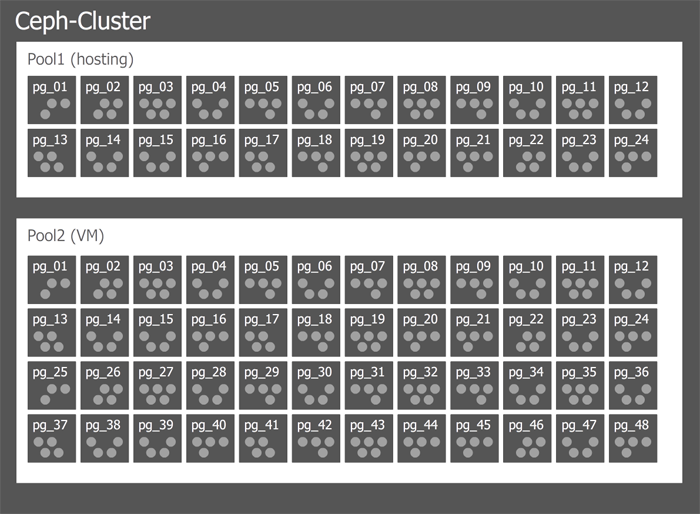 Ceph-Cluster
Pool1 (hosting)
pg_01 pg_02 pg_03 pg_04 pg_05 pg_06 pg_07 pg_08 pg_09 pg_10 pg_11 pg_12
pg_13 pg_14 pg_15 pg_16 pg_17 pg_18 pg_19 pg_20 pg_21 pg_22 pg_23 pg_24
Pool2 (VM)
pg_01 pg_02 pg_03 pg_04 pg_05 pg_06 pg_07 pg_08 pg_09 pg_10 pg_11 pg_12
pg_13 pg_14 pg_15 pg_16 pg_17 pg_18 pg_19 pg_20 pg_21 pg_22 pg_23 pg_24
pg_25 pg_26 pg_27 pg_28 pg_29 pg_30 pg_31 pg_32 pg_33 pg_34 pg_35 pg_36
pg_37 pg_38 pg_39 pg_40 pg_41 pg_42 pg_43 pg_44 pg_45 pg_46 pg_47 pg_48